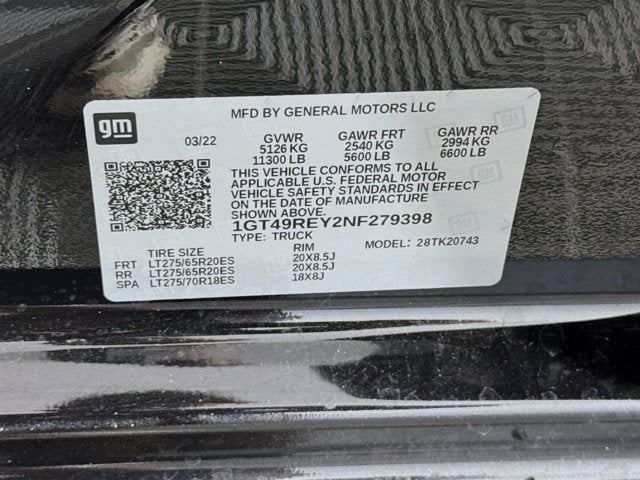 gm
MFD BY GENERAL MOTORS LLC
03/22 GVWR GAWR FRT GAWR RR
5126 KG 2540 KG 2994 KG
11300 LB 5600 LB 6600 LB
THIS VEHICLE CONFORMS TO ALL
APPLICABLE U.S. FEDERAL MOTOR
VEHICLE SAFETY STANDARDS IN EFFECT
ON THE DATE OF MANUFACTURE
SHOWN ABOVE.
1GT49REY2NF279398
TYPE: TRUCK MODEL: 28TK20743
TIRE SIZE RIM
FRT LT275/65R20ES 20X8.5J
RR LT275/65R20ES 20X8.5J
SPA LT275/70R18ES 18X8J